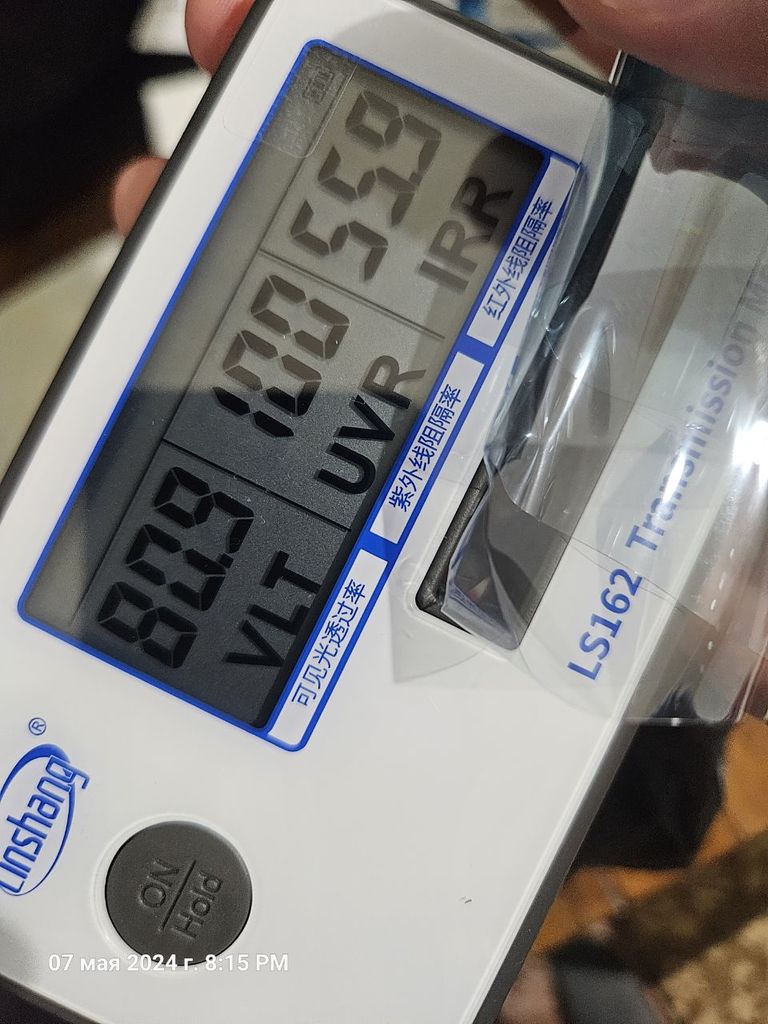 80.9
VLT
可见光透过率
100
UVR
紫外线阻隔率
55.9
IRR
红外线阻隔率
LS162 Transmission
Linshang®
ON
Hold
07 мая 2024 г. 8:15 PM